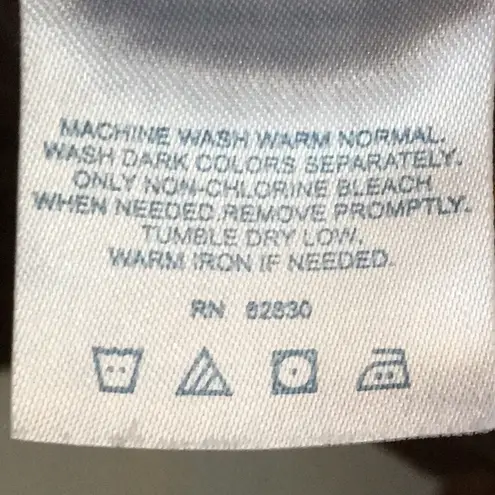 MACHINE WASH WARM NORMAL.
WASH DARK COLORS SEPARATELY.
ONLY NON-CHLORINE BLEACH
WHEN NEEDED.REMOVE PROMPTLY.
TUMBLE DRY LOW.
WARM IRON IF NEEDED.
RN 62830